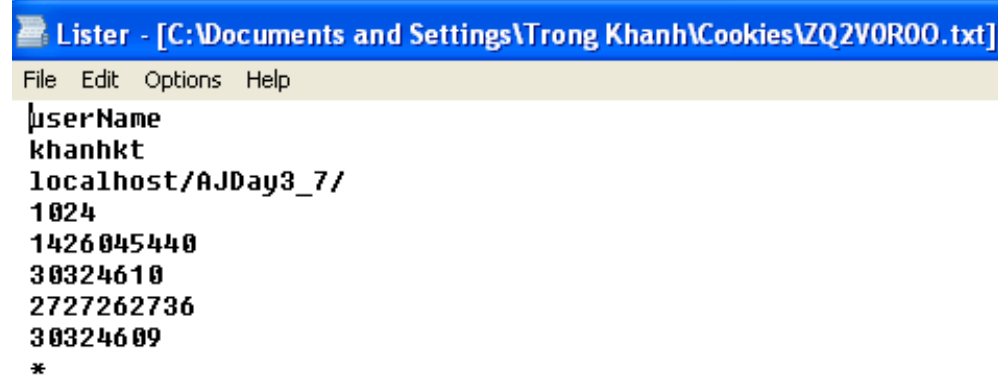 Lister - [C:\Documents and Settings\Trong Khanh\Cookies\ZQ2V0R0O.txt]
File Edit Options Help
userName
khanhkt
localhost/AJDay3_7/
1024
1426045440
30324610
2727262736
30324609
*